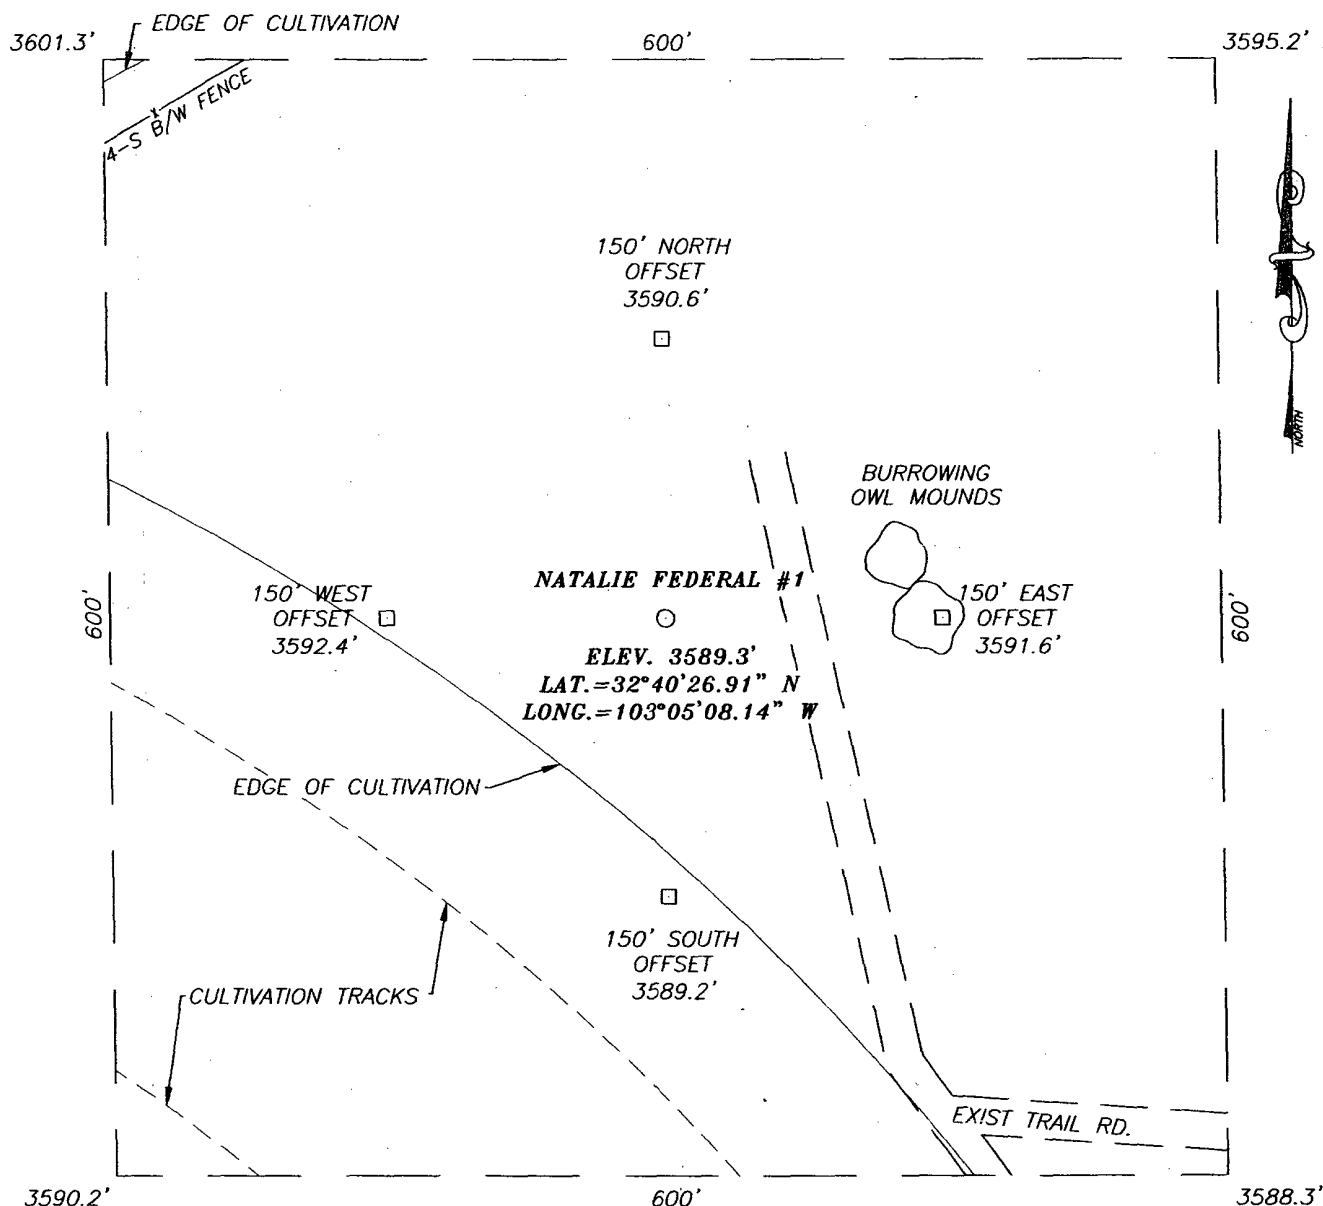 EDGE OF CULTIVATION
3601.3'
600'
3595.2'
4-S B/W FENCE
150' NORTH
OFFSET
3590.6'
NORTH
BURROWING
OWL MOUNDS
NATALIE FEDERAL #1
150' WEST
OFFSET
3592.4'
150' EAST
OFFSET
3591.6'
600'
600'
ELEV. 3589.3'
LAT.=32°40'26.91" N
LONG.=103°05'08.14" W
EDGE OF CULTIVATION
150' SOUTH
OFFSET
3589.2'
CULTIVATION TRACKS
EXIST TRAIL RD.
3590.2'
600'
3588.3'